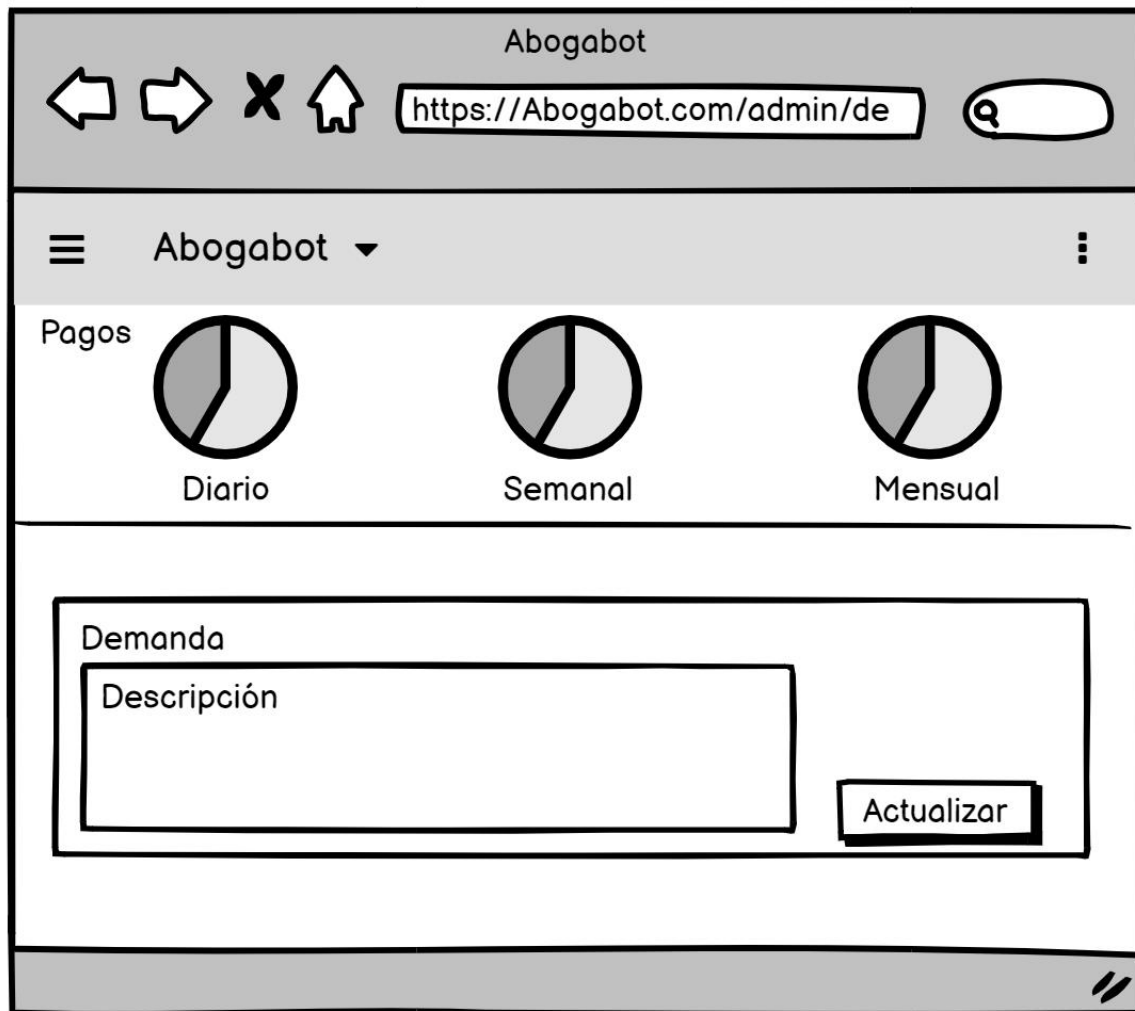 Abogabot
https://Abogabot.com/admin/de
Abogabot
Pagos
Diario
Semanal
Mensual
Demanda
Descripción
Actualizar